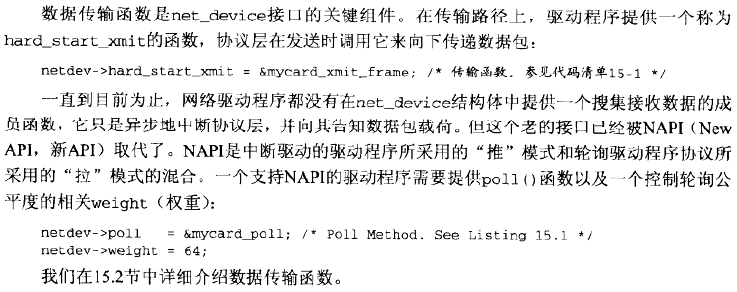 数据传输函数是net_device接口的关键组件。在传输路径上，驱动程序提供一个称为
hard_start_xmit的函数，协议层在发送时调用它来向下传递数据包：
netdev->hard_start_xmit = &mycard_xmit_frame; /* 传输函数. 参见代码清单15-1 */
一直到目前为止，网络驱动程序都没有在net_device结构体中提供一个搜集接收数据的成
员函数，它只是异步地中断协议层，并向其告知数据包载荷。但这个老的接口已经被NAPI（New
API，新API）取代了。NAPI是中断驱动的驱动程序所采用的“推”模式和轮询驱动程序协议所
采用的“拉”模式的混合。一个支持NAPI的驱动程序需要提供poll()函数以及一个控制轮询公
平度的相关weight（权重）：
netdev->poll   = &mycard_poll; /* Poll Method. See Listing 15.1 */
netdev->weight = 64;
我们在15.2节中详细介绍数据传输函数。